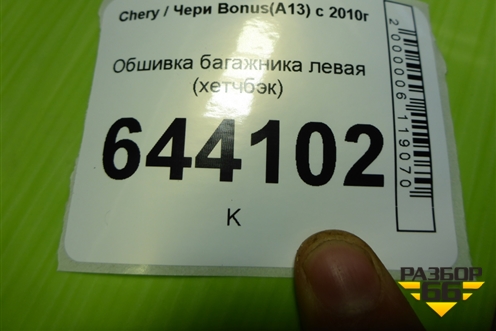 Chery / Чери Bonus(A13) с 2010г
Обшивка багажника левая
(хетчбэк)
644102
К
2000006119070
РАЗБОР
66